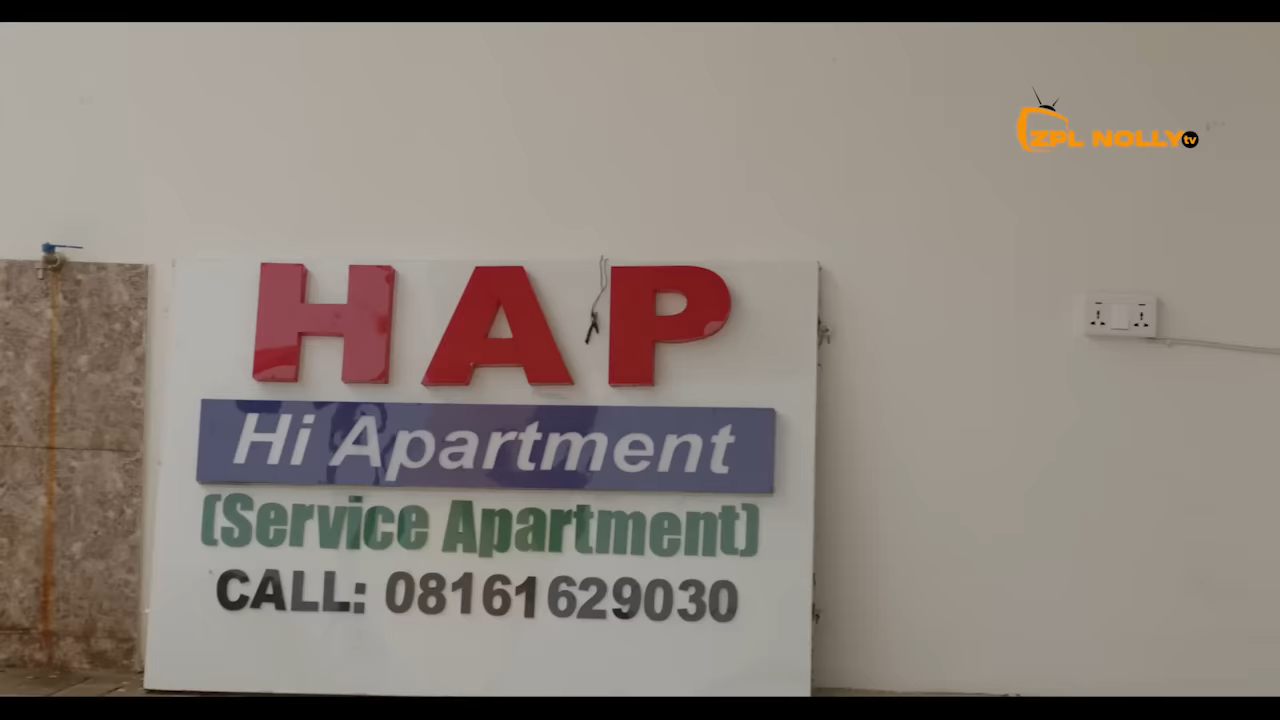 ZPL NOLLY tv
HAP
Hi Apartment
(Service Apartment)
CALL: 08161629030